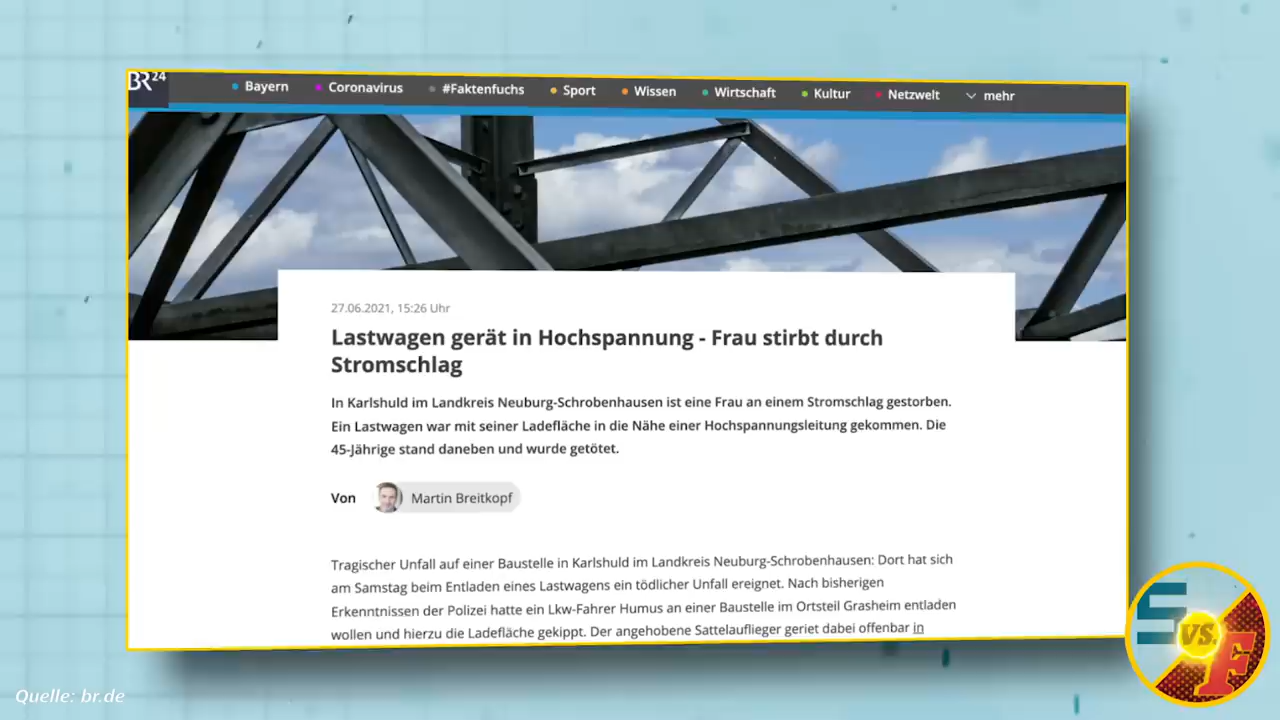 BR24
Bayern
Coronavirus
#Faktenfuchs
Sport
Wissen
Wirtschaft
Kultur
Netzwelt
mehr
27.06.2021, 15:26 Uhr
Lastwagen gerät in Hochspannung - Frau stirbt durch
Stromschlag
In Karlshuld im Landkreis Neuburg-Schrobenhausen ist eine Frau an einem Stromschlag gestorben.
Ein Lastwagen war mit seiner Ladefläche in die Nähe einer Hochspannungsleitung gekommen. Die
45-Jährige stand daneben und wurde getötet.
Von Martin Breitkopf
Tragischer Unfall auf einer Baustelle in Karlshuld im Landkreis Neuburg-Schrobenhausen: Dort hat sich
am Samstag beim Entladen eines Lastwagens ein tödlicher Unfall ereignet. Nach bisherigen
Erkenntnissen der Polizei hatte ein Lkw-Fahrer Humus an einer Baustelle im Ortsteil Grasheim entladen
wollen und hierzu die Ladefläche gekippt. Der angehobene Sattelauflieger geriet dabei offenbar in
E vs. F
Quelle: br.de